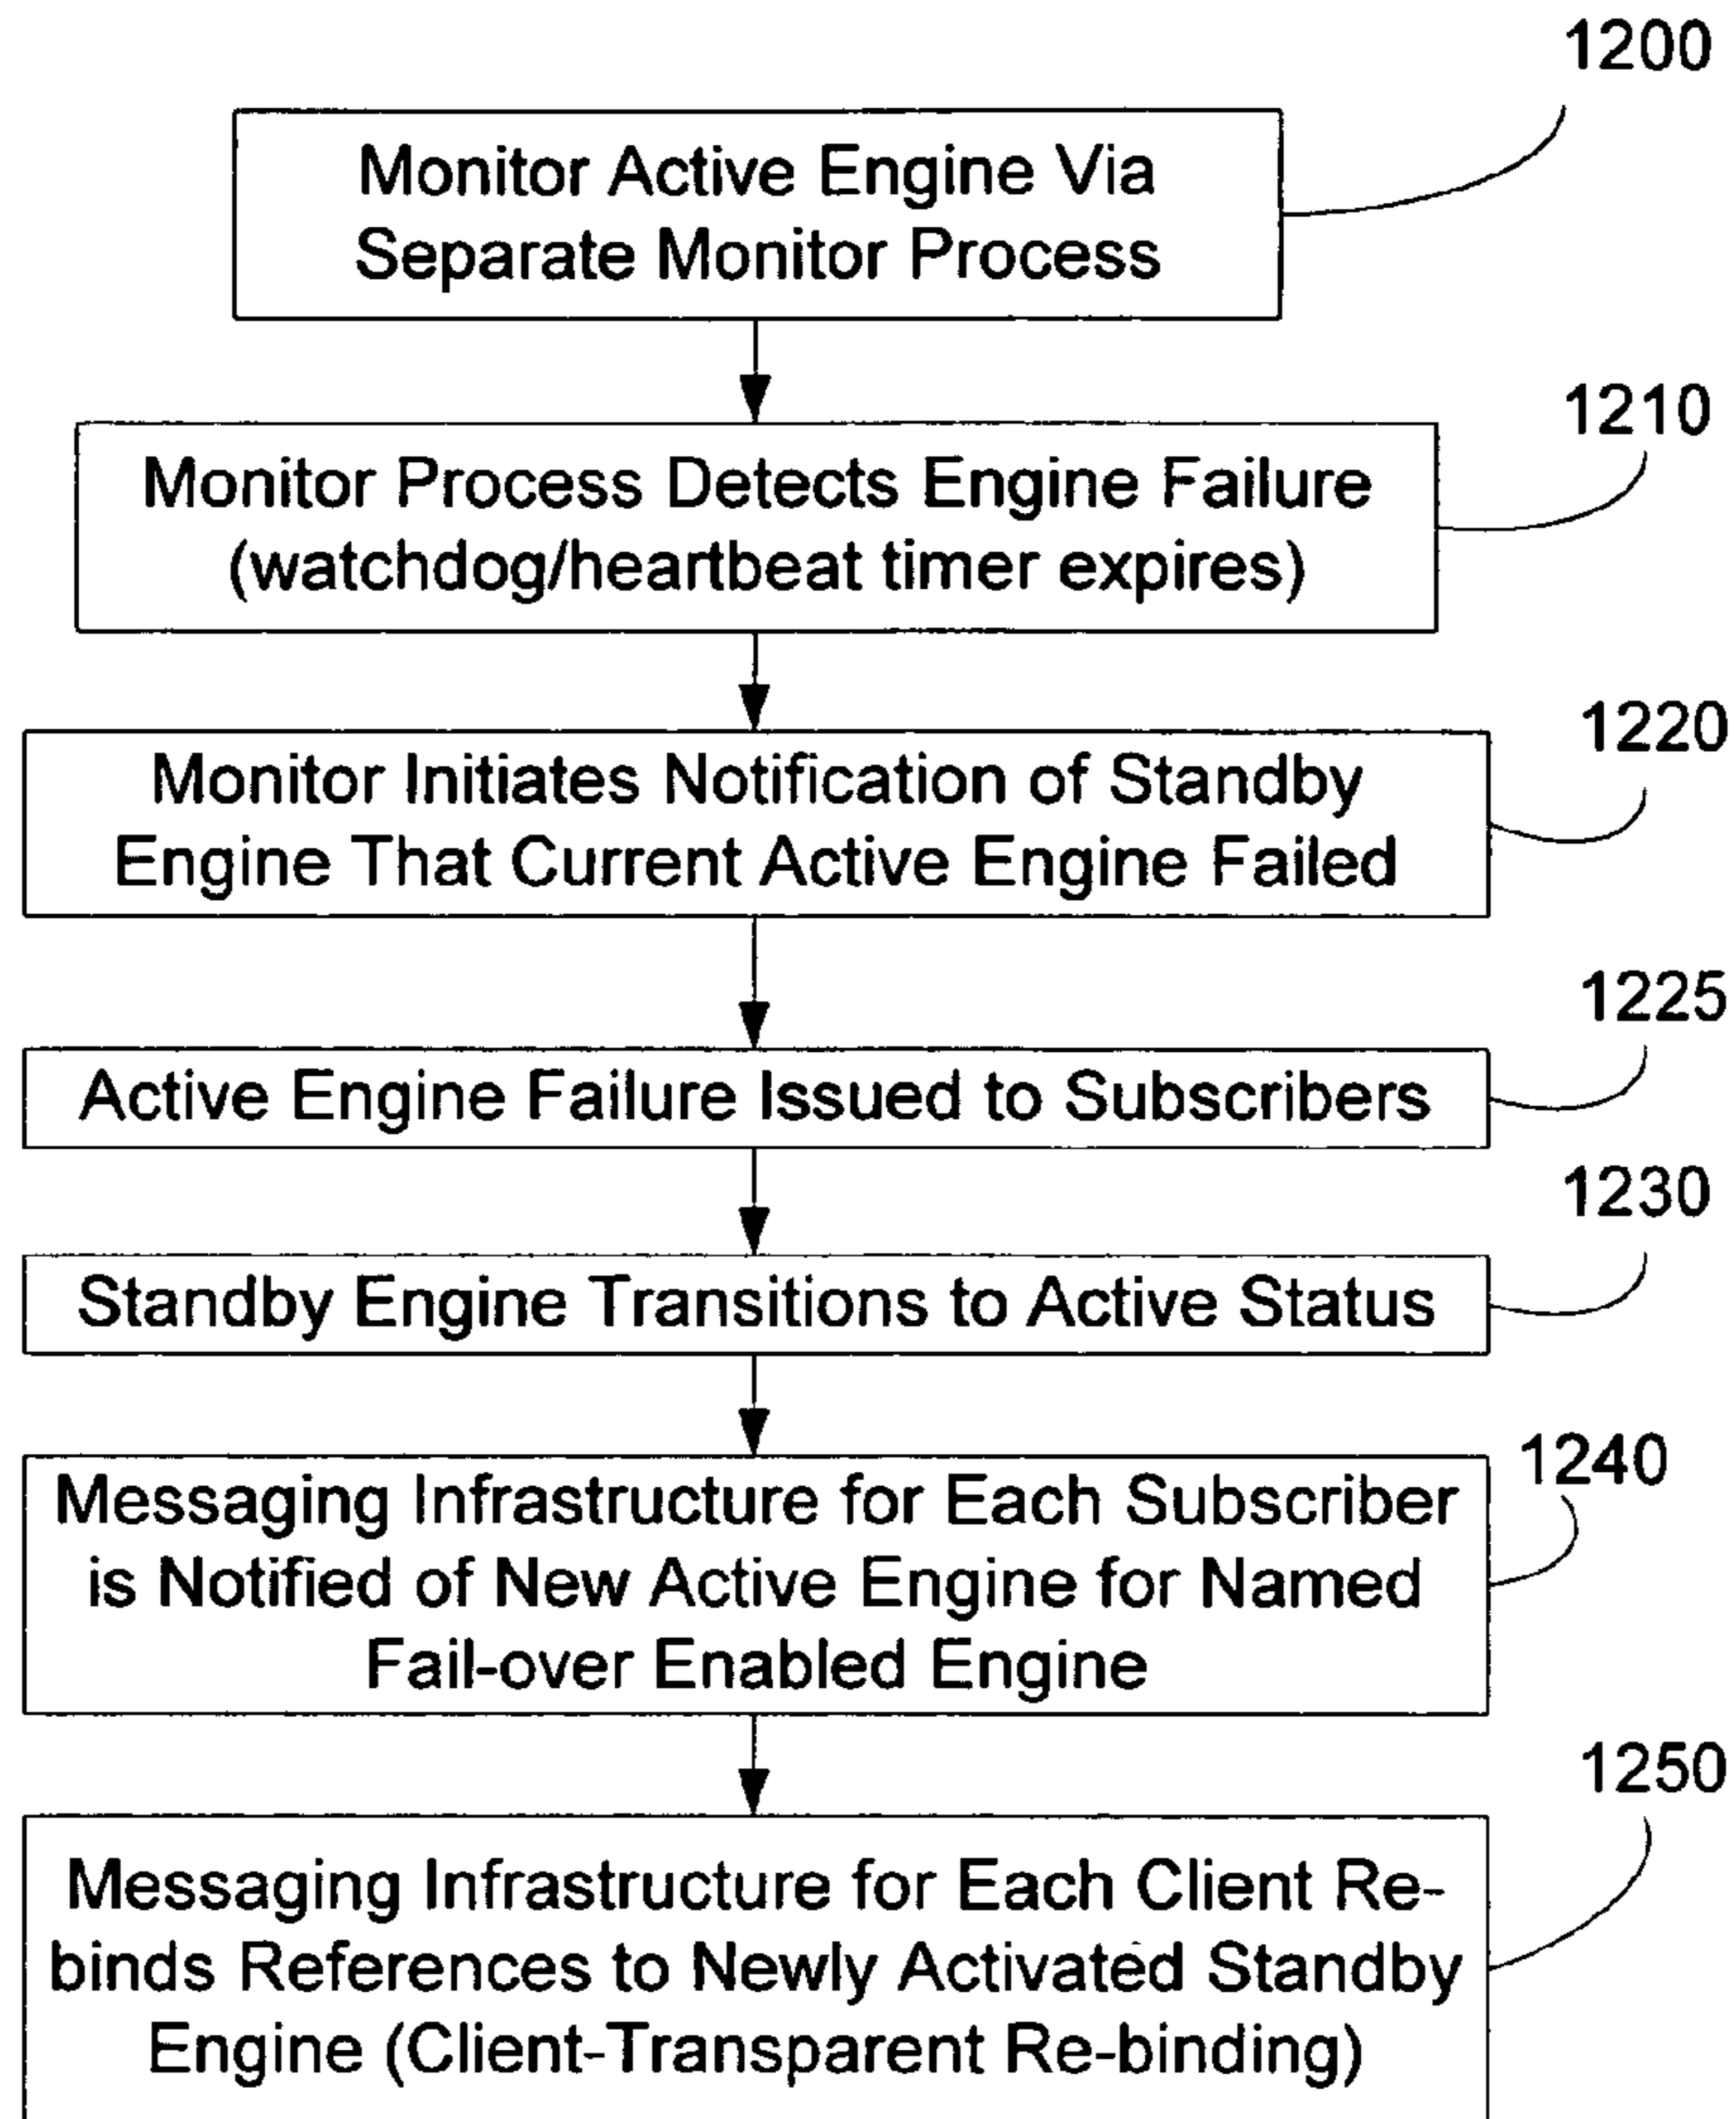 1200
Monitor Active Engine Via
Separate Monitor Process
1210
Monitor Process Detects Engine Failure
(watchdog/heartbeat timer expires)
1220
Monitor Initiates Notification of Standby
Engine That Current Active Engine Failed
1225
Active Engine Failure Issued to Subscribers
1230
Standby Engine Transitions to Active Status
1240
Messaging Infrastructure for Each Subscriber
is Notified of New Active Engine for Named
Fail-over Enabled Engine
1250
Messaging Infrastructure for Each Client Re-
binds References to Newly Activated Standby
Engine (Client-Transparent Re-binding)